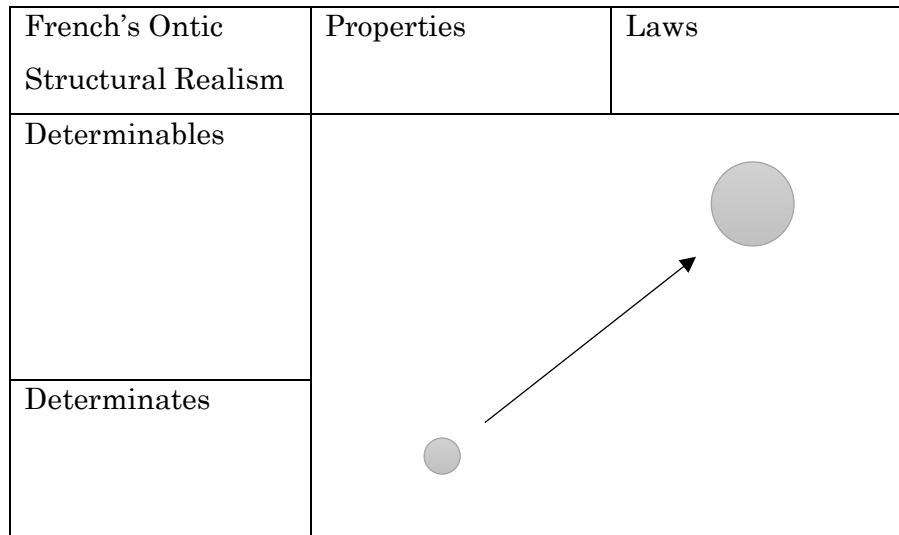 French's Ontic
Structural Realism
Properties
Laws
Determinables
Determinates